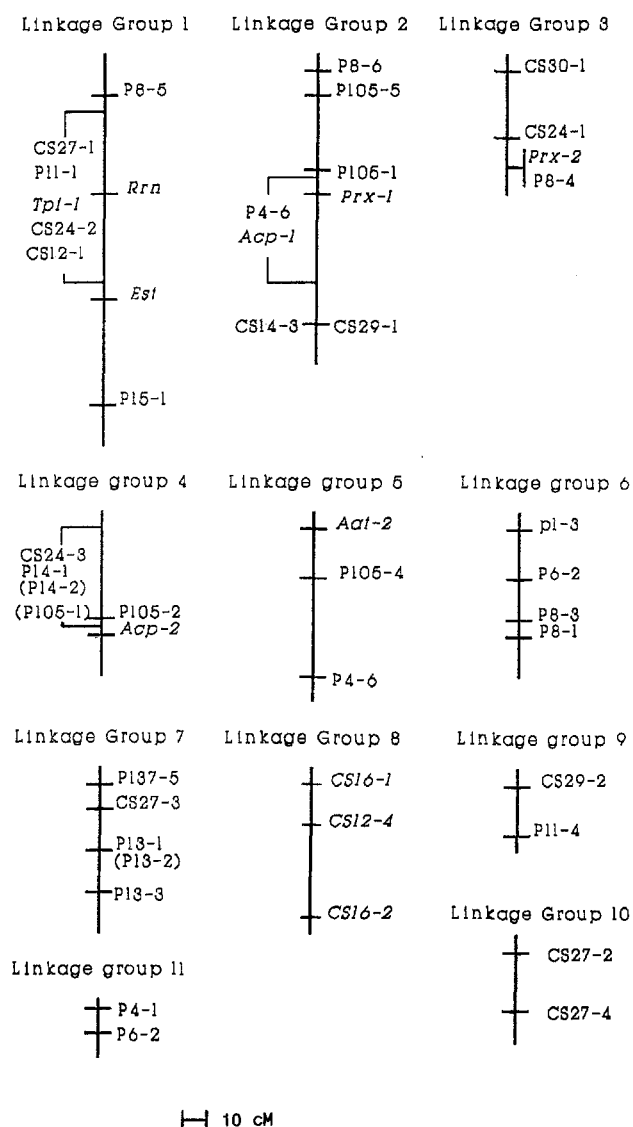 Linkage Group 1
P8-5
CS27-1
P11-1
Rrn
Tpi-1
CS24-2
CS12-1
Est
P15-1
Linkage Group 2
P8-6
P105-5
P105-1
Prx-1
P4-6
Acp-1
CS14-3 CS29-1
Linkage Group 3
CS30-1
CS24-1
Prx-2
P8-4
Linkage group 4
CS24-3
P14-1
(P14-2)
(P105-1) P105-2
Acp-2
Linkage group 5
Aat-2
P105-4
P4-6
Linkage group 6
p1-3
P6-2
P8-3
P8-1
Linkage Group 7
P137-5
CS27-3
P13-1
(P13-2)
P13-3
Linkage Group 8
CS16-1
CS12-4
CS16-2
Linkage group 9
CS29-2
P11-4
Linkage Group 10
CS27-2
CS27-4
Linkage group 11
P4-1
P6-2
10 cM